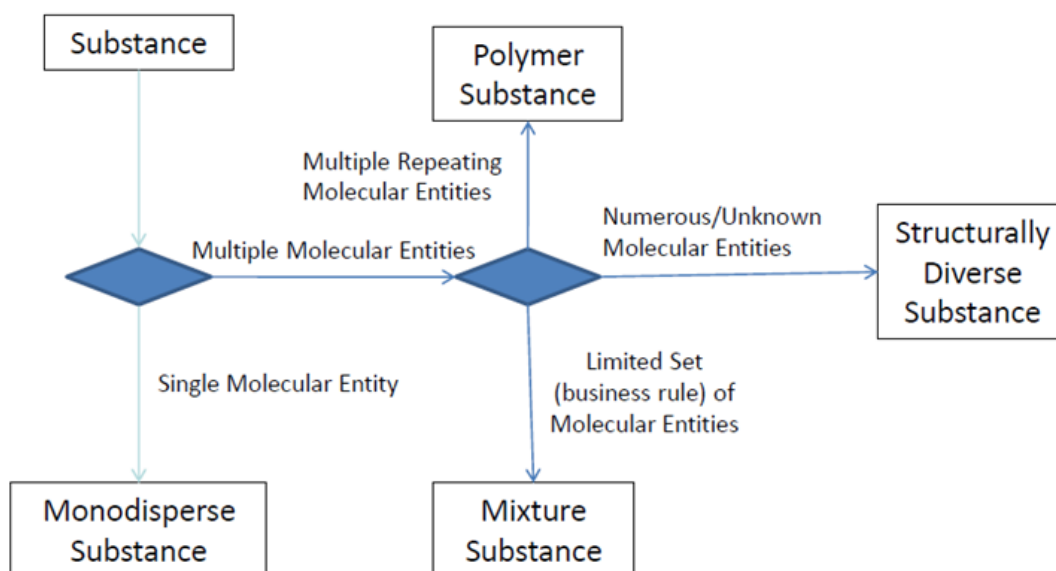 Substance
Polymer
Substance
Multiple Repeating
Molecular Entities
Numerous/Unknown
Molecular Entities
Structurally
Diverse
Substance
Multiple Molecular Entities
Single Molecular Entity
Limited Set
(business rule) of
Molecular Entities
Monodisperse
Substance
Mixture
Substance